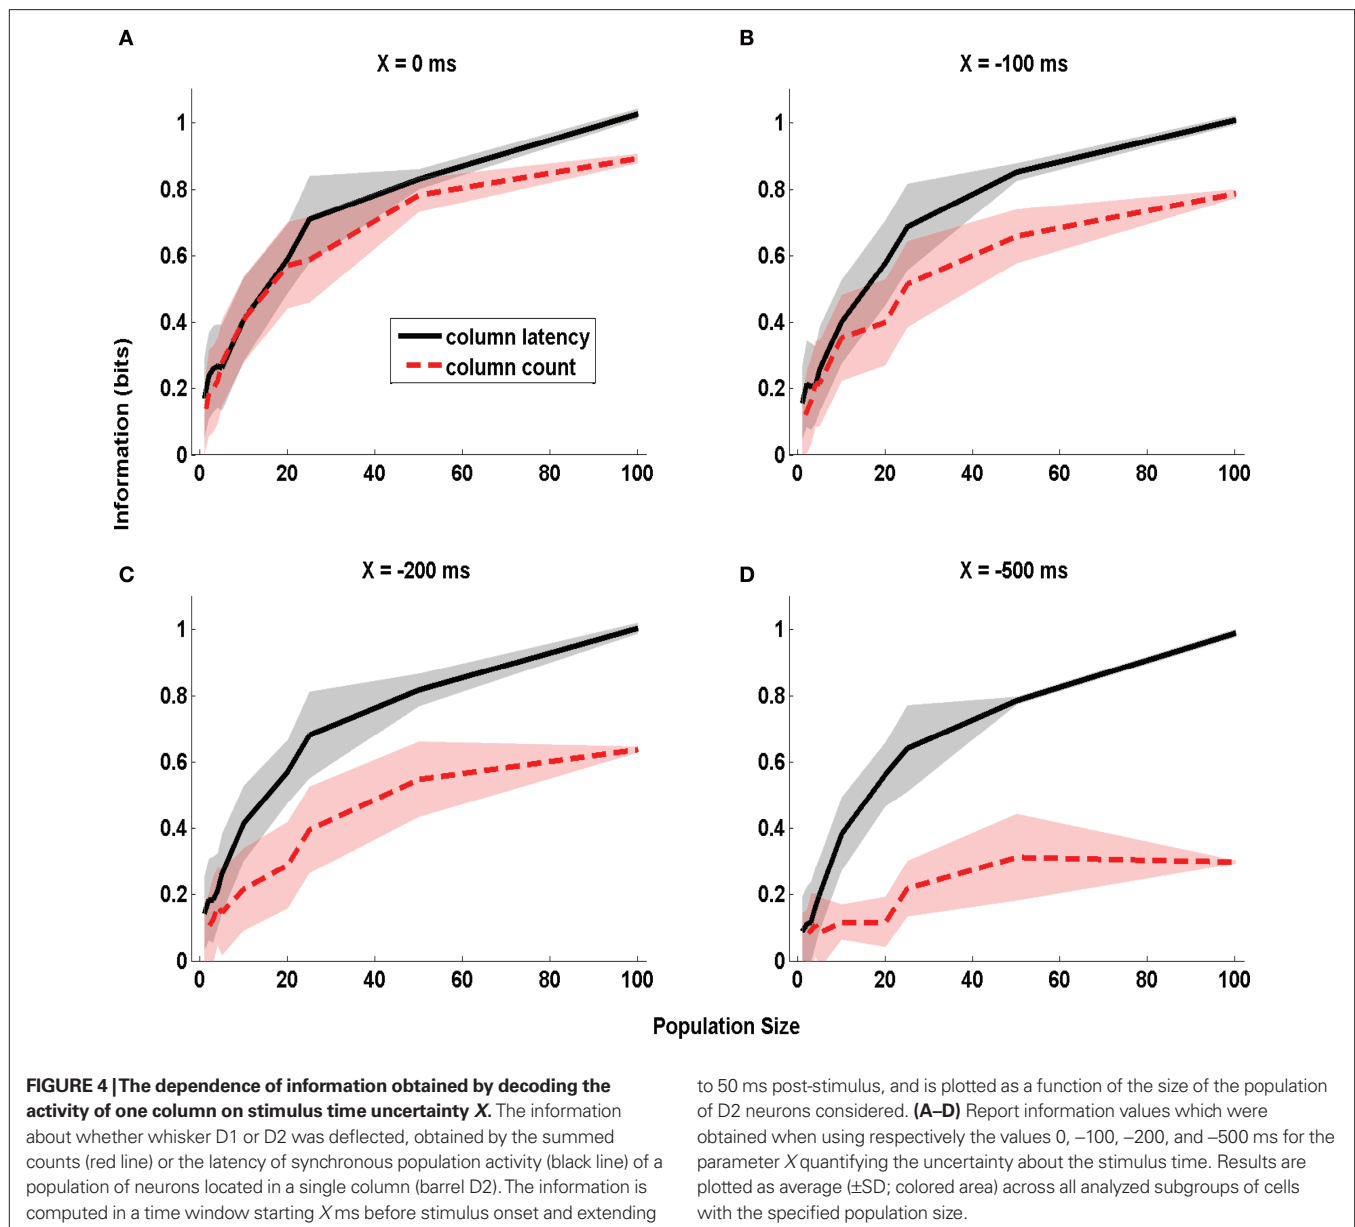 A
X = 0 ms
1
0.8
0.6
0.4
0.2
0
0 20 40 60 80 100
column latency
column count
B
X = -100 ms
1
0.8
0.6
0.4
0.2
0
0 20 40 60 80 100
Information (bits)
C
X = -200 ms
1
0.8
0.6
0.4
0.2
0
0 20 40 60 80 100
D
X = -500 ms
1
0.8
0.6
0.4
0.2
0
0 20 40 60 80 100
Population Size
FIGURE 4 | The dependence of information obtained by decoding the
activity of one column on stimulus time uncertainty X. The information
about whether whisker D1 or D2 was deflected, obtained by the summed
counts (red line) or the latency of synchronous population activity (black line) of a
population of neurons located in a single column (barrel D2). The information is
computed in a time window starting X ms before stimulus onset and extending
to 50 ms post-stimulus, and is plotted as a function of the size of the population
of D2 neurons considered. (A–D) Report information values which were
obtained when using respectively the values 0, –100, –200, and –500 ms for the
parameter X quantifying the uncertainty about the stimulus time. Results are
plotted as average (±SD; colored area) across all analyzed subgroups of cells
with the specified population size.